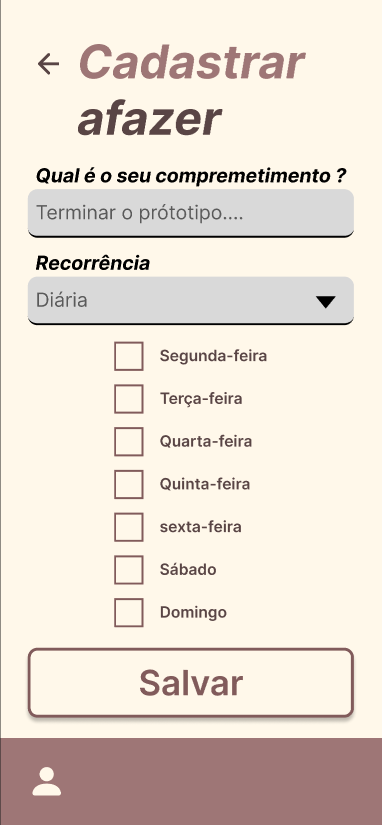 Cadastrar
afazer
Qual é o seu compremetimento ?
Terminar o prótotipo....
Recorrência
Diária
Segunda-feira
Terça-feira
Quarta-feira
Quinta-feira
sexta-feira
Sábado
Domingo
Salvar